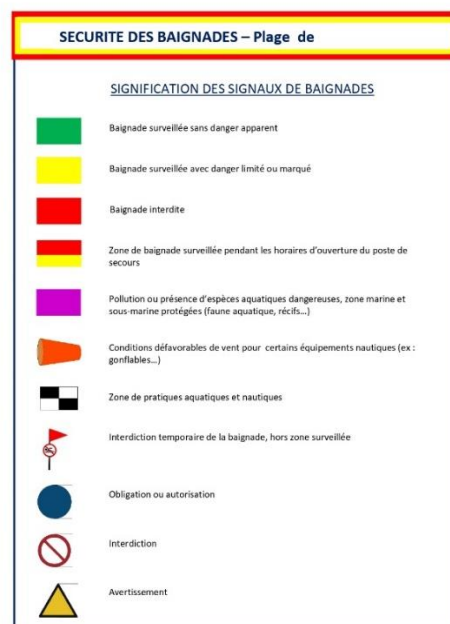 SECURITE DES BAIGNADES – Plage de
SIGNIFICATION DES SIGNAUX DE BAIGNADES
Baignade surveillée sans danger apparent
Baignade surveillée avec danger limité ou marqué
Baignade interdite
Zone de baignade surveillée pendant les horaires d'ouverture du poste de
secours
Pollution ou présence d'espèces aquatiques dangereuses, zone marine et
sous-marine protégées (faune aquatique, récifs...)
Conditions défavorables de vent pour certains équipements nautiques (ex :
gonflables...)
Zone de pratiques aquatiques et nautiques
Interdiction temporaire de la baignade, hors zone surveillée
Obligation ou autorisation
Interdiction
Avertissement